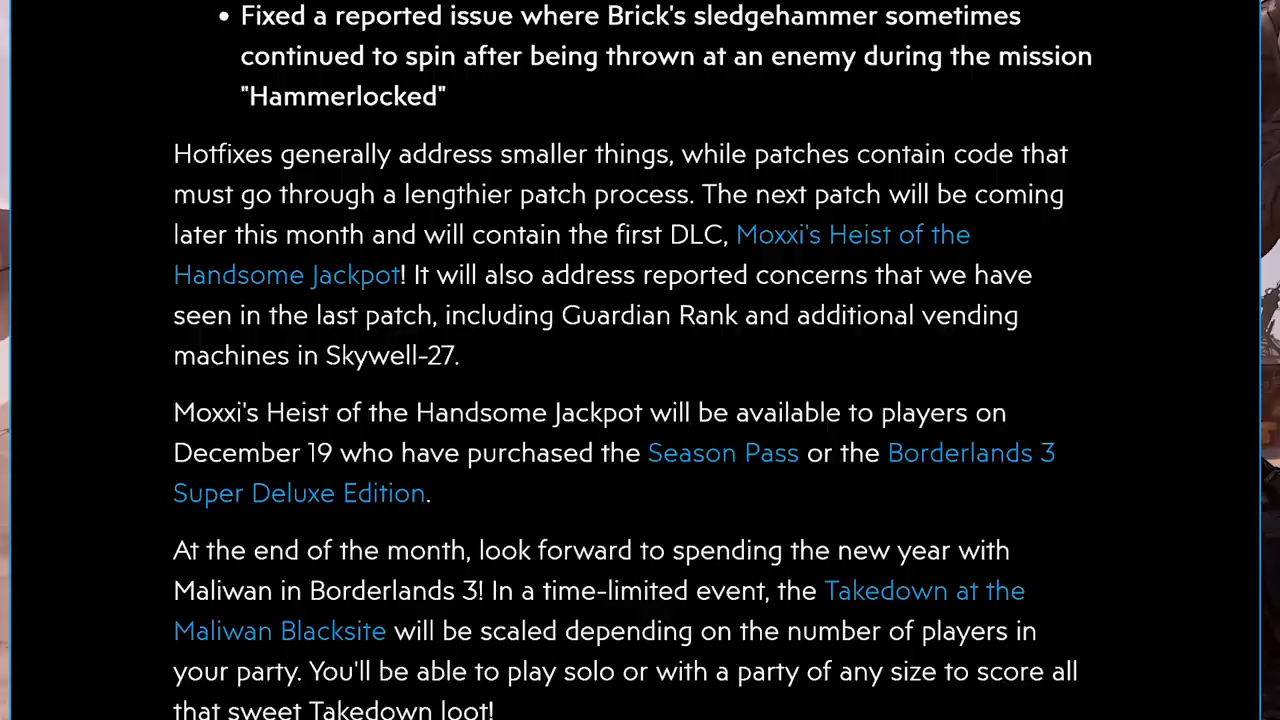 • Fixed a reported issue where Brick's sledgehammer sometimes
continued to spin after being thrown at an enemy during the mission
"Hammerlocked"
Hotfixes generally address smaller things, while patches contain code that
must go through a lengthier patch process. The next patch will be coming
later this month and will contain the first DLC, Moxxi's Heist of the
Handsome Jackpot! It will also address reported concerns that we have
seen in the last patch, including Guardian Rank and additional vending
machines in Skywell-27.
Moxxi's Heist of the Handsome Jackpot will be available to players on
December 19 who have purchased the Season Pass or the Borderlands 3
Super Deluxe Edition.
At the end of the month, look forward to spending the new year with
Maliwan in Borderlands 3! In a time-limited event, the Takedown at the
Maliwan Blacksite will be scaled depending on the number of players in
your party. You'll be able to play solo or with a party of any size to score all
that sweet Takedown loot!